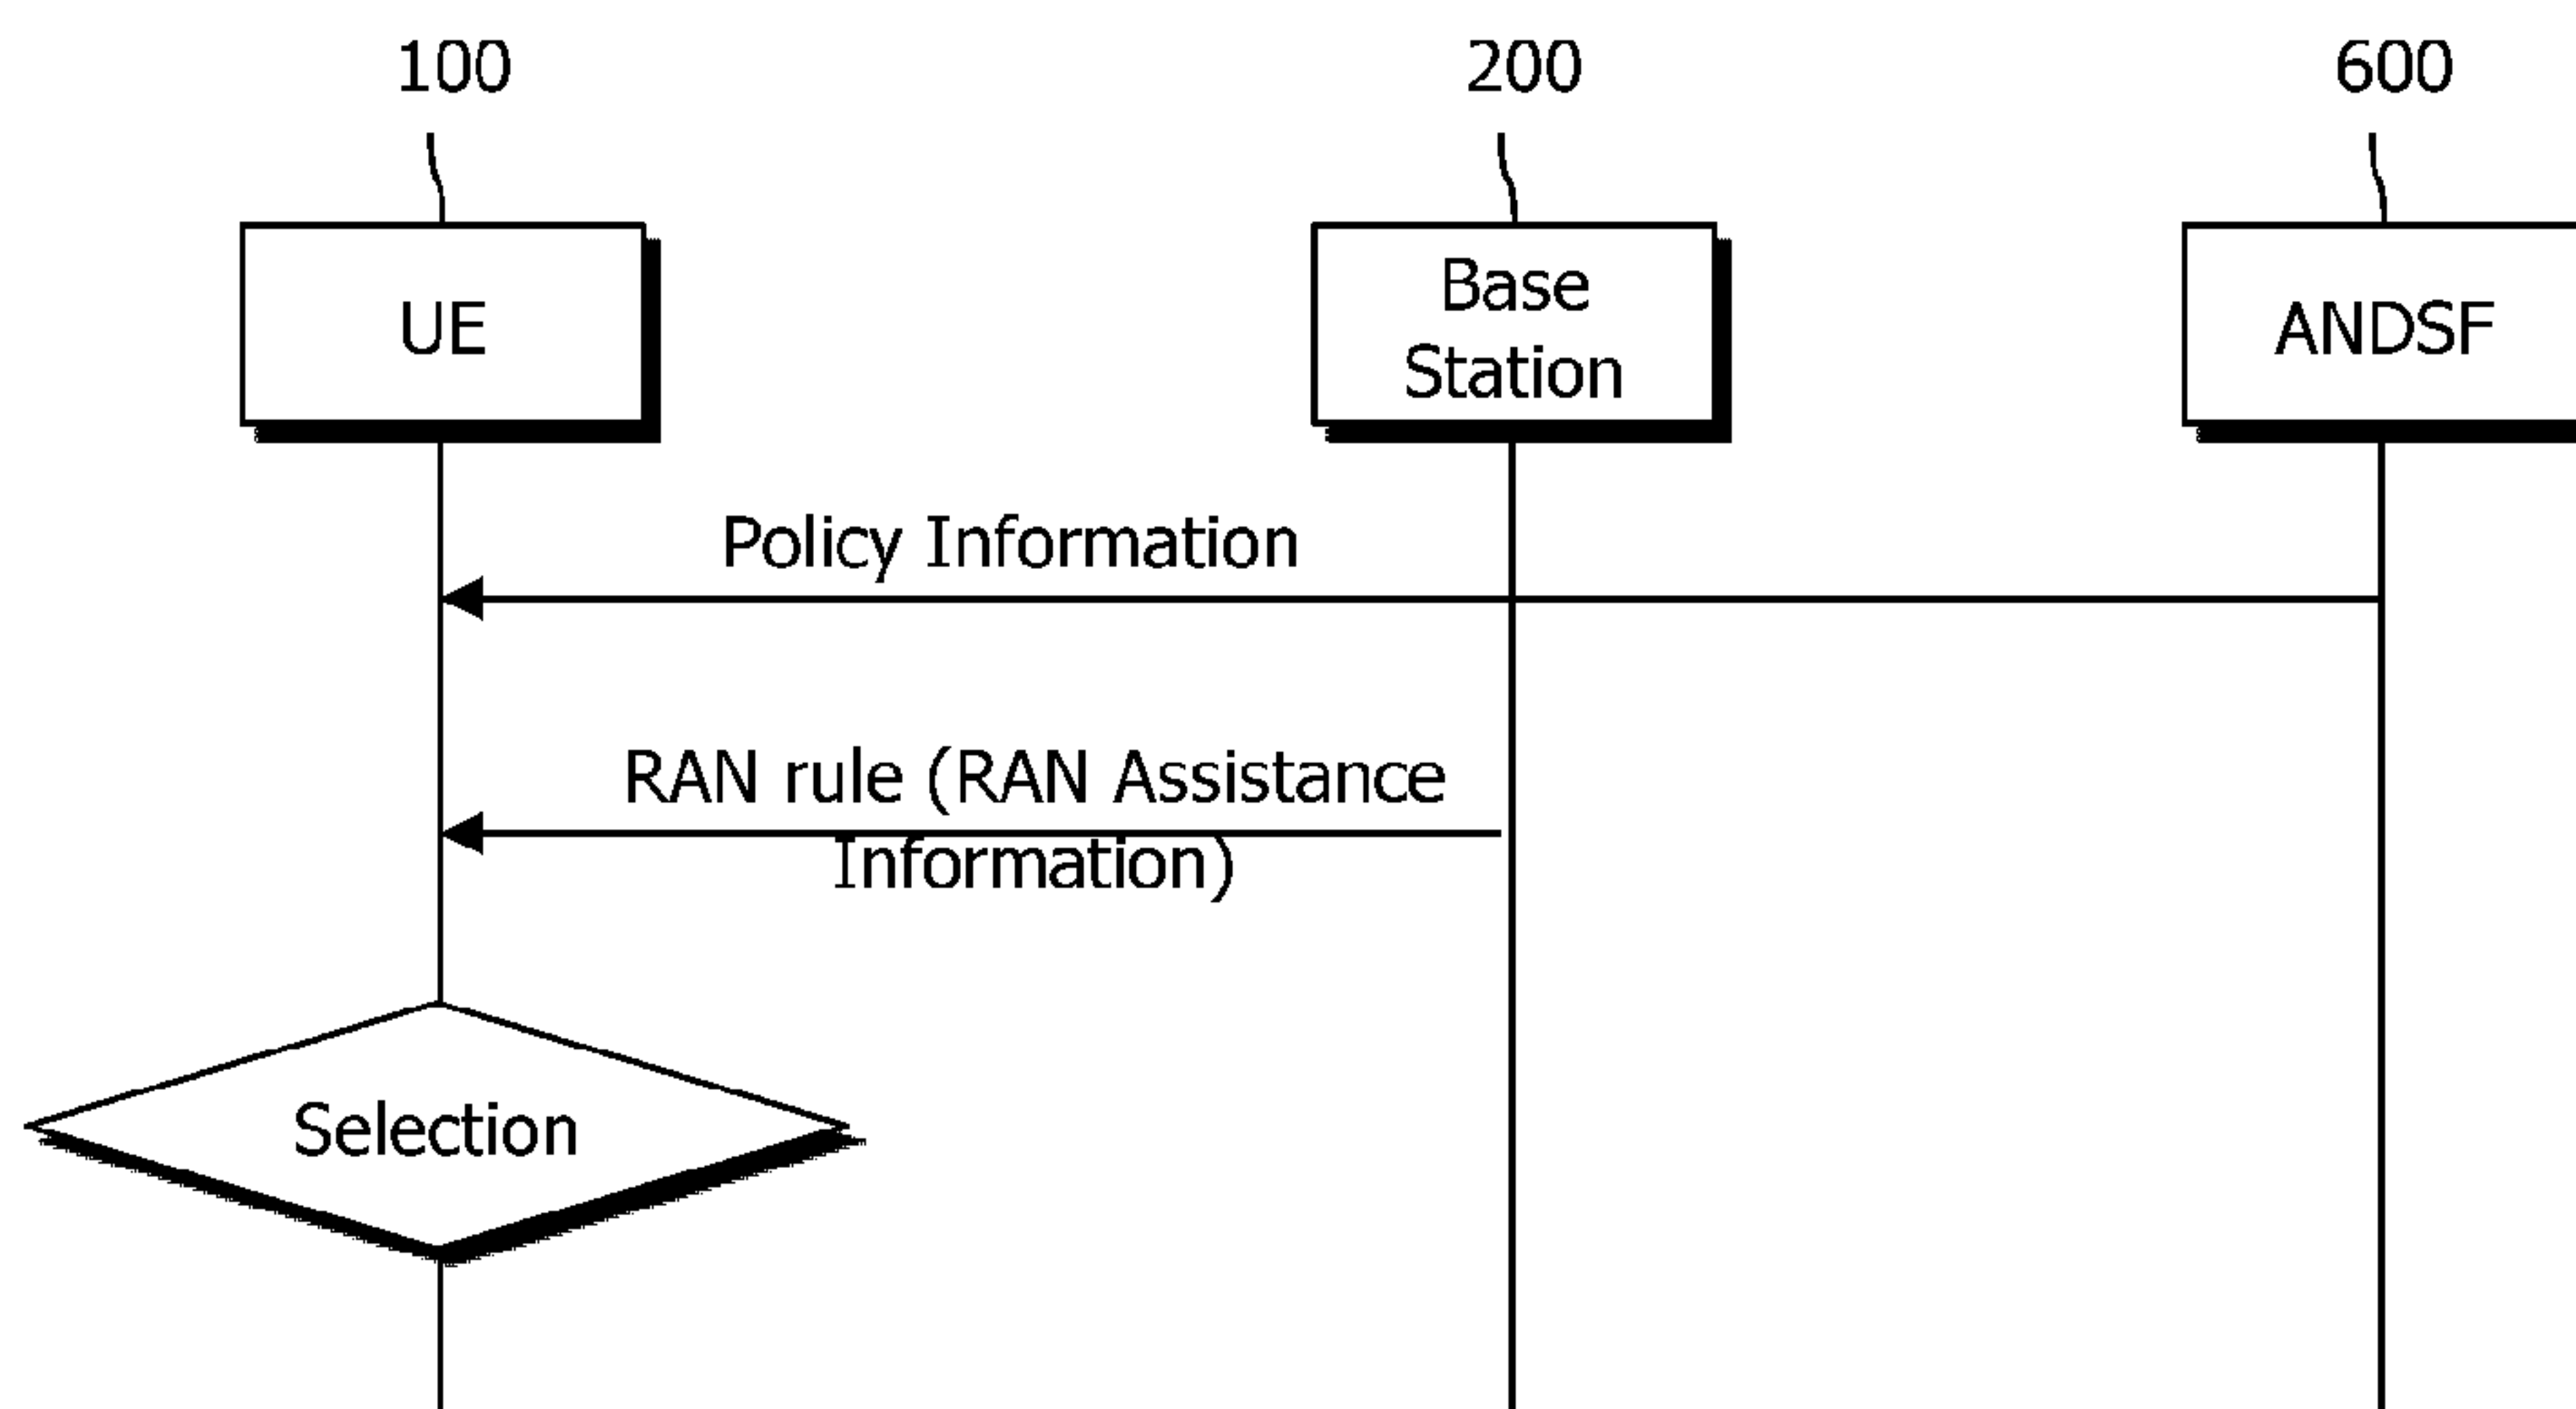 100
200
600
UE
Base
Station
ANDSF
Policy Information
RAN rule (RAN Assistance
Information)
Selection